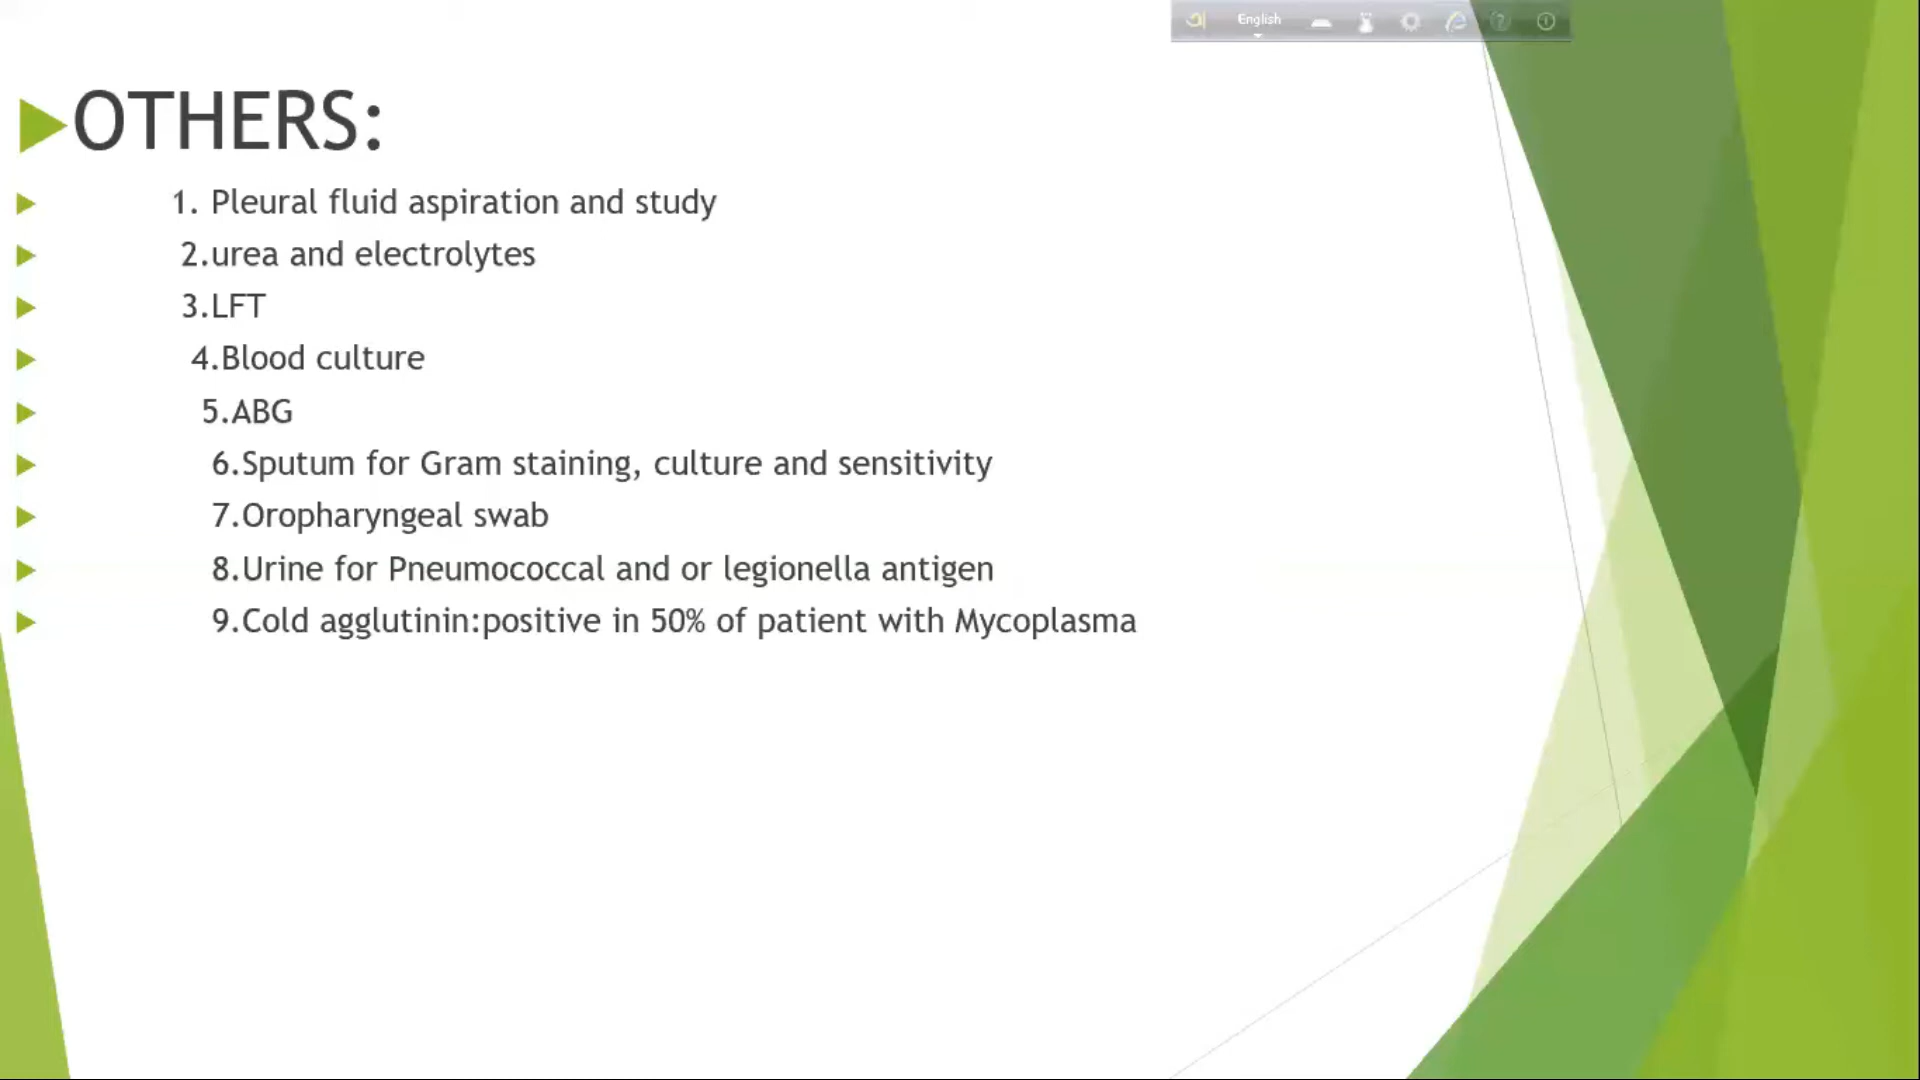 English
OTHERS:
1. Pleural fluid aspiration and study
2.urea and electrolytes
3.LFT
4.Blood culture
5.ABG
6.Sputum for Gram staining, culture and sensitivity
7.Oropharyngeal swab
8.Urine for Pneumococcal and or legionella antigen
9.Cold agglutinin:positive in 50% of patient with Mycoplasma